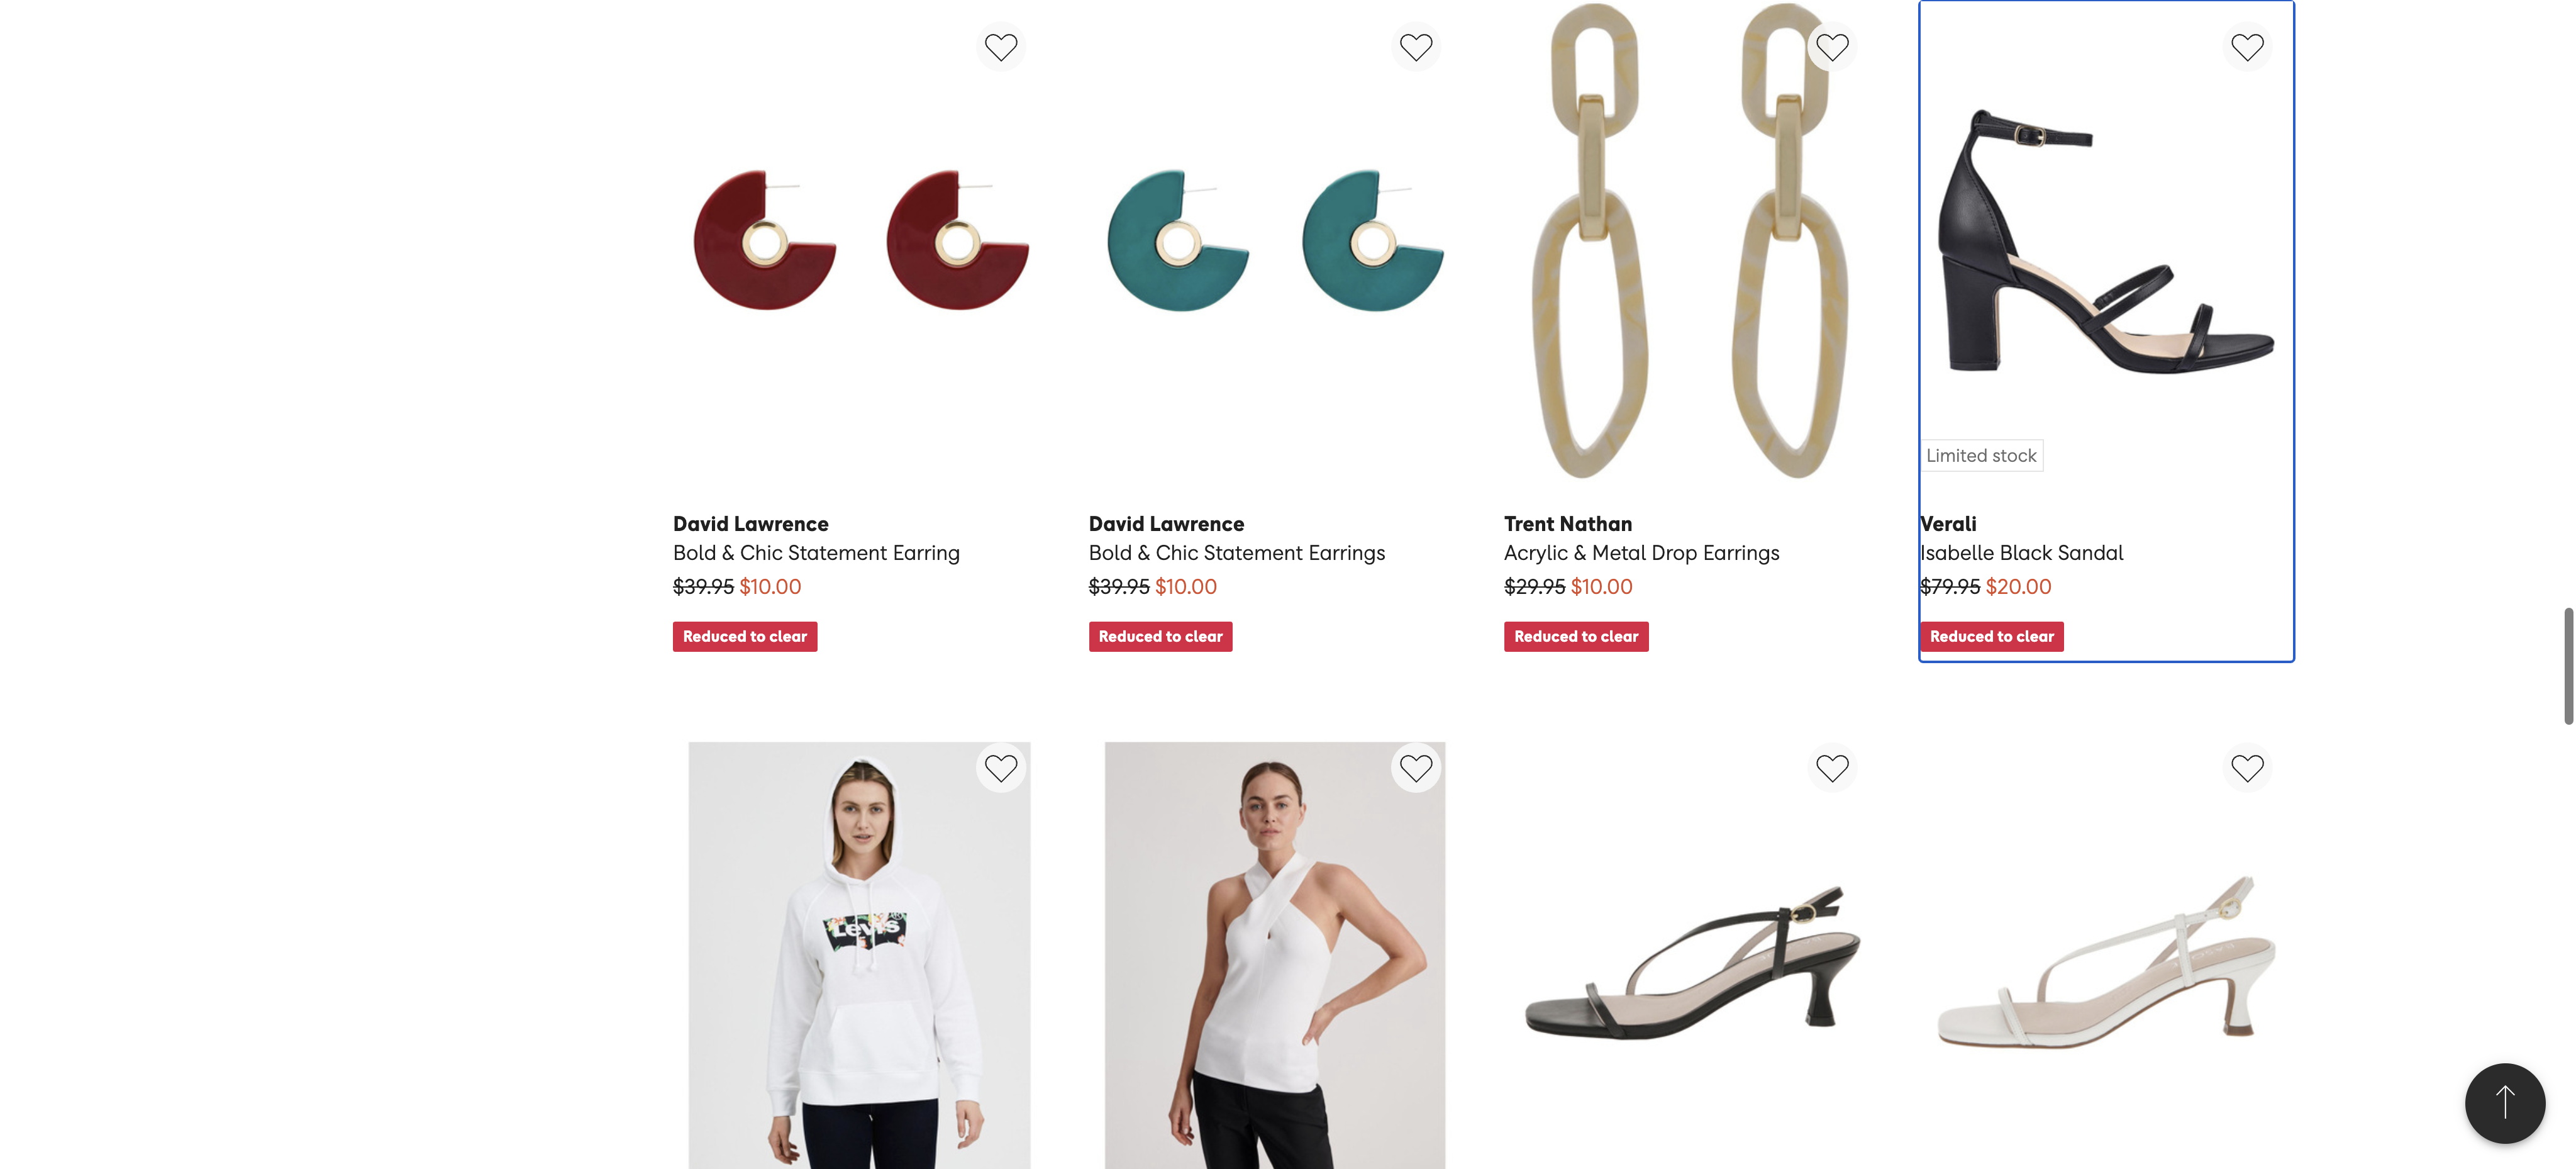 Limited stock
David Lawrence
Bold & Chic Statement Earring
$39.95 $10.00
Reduced to clear
David Lawrence
Bold & Chic Statement Earrings
$39.95 $10.00
Reduced to clear
Trent Nathan
Acrylic & Metal Drop Earrings
$29.95 $10.00
Reduced to clear
Verali
Isabelle Black Sandal
$79.95 $20.00
Reduced to clear
Levi's